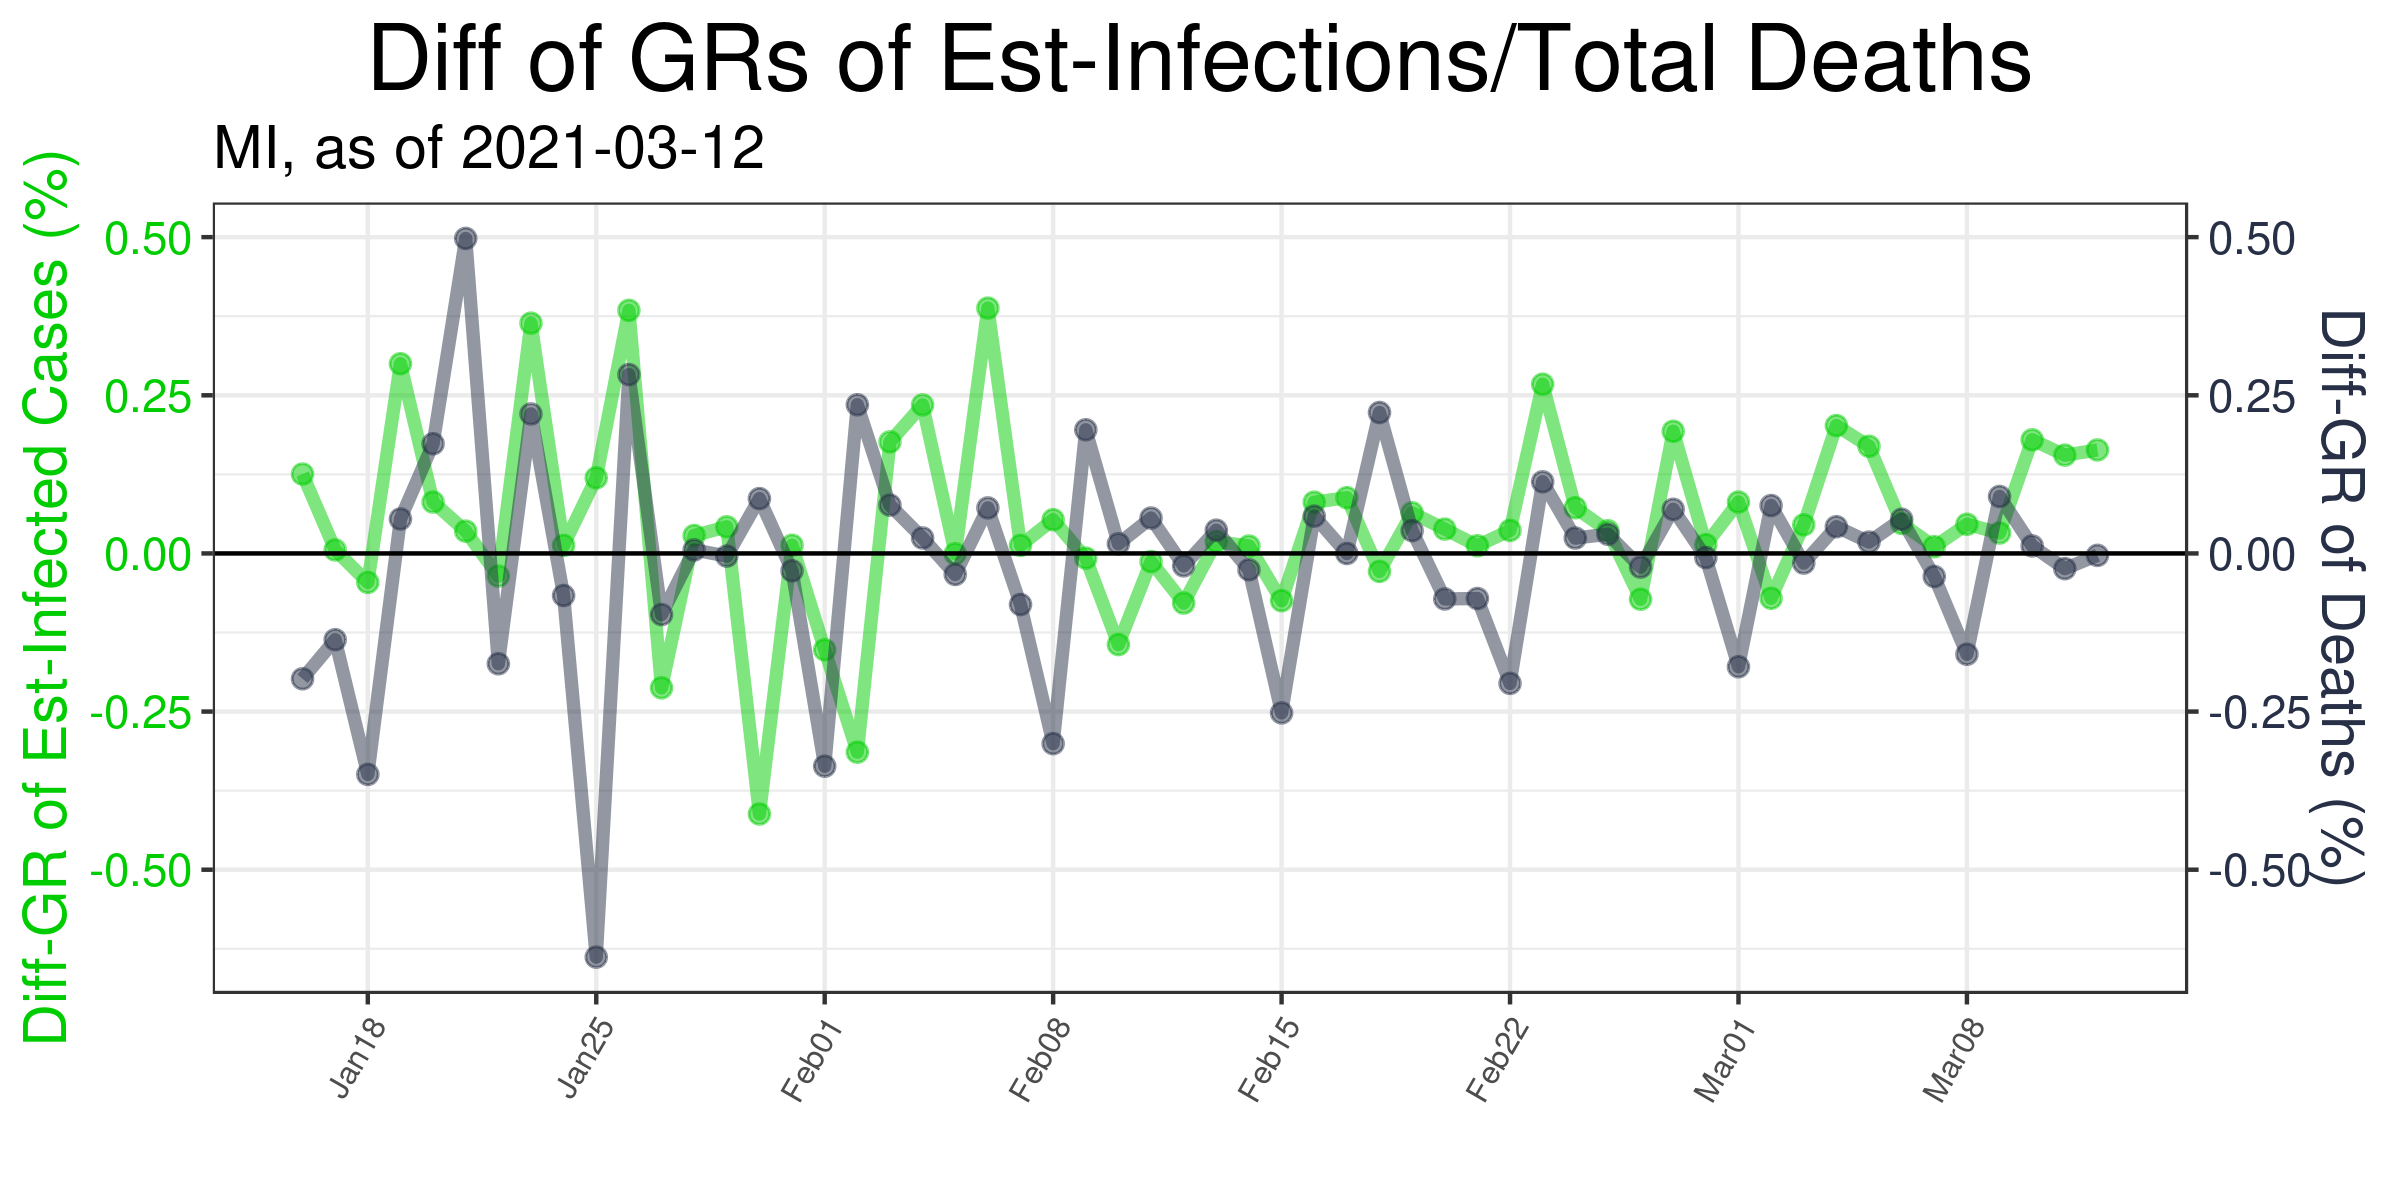 Diff of GRs of Est-Infections/Total Deaths
MI, as of 2021-03-12
Diff-GR of Est-Infected Cases (%)
0.50
0.25
0.00
-0.25
-0.50
0.50
0.25
0.00
-0.25
-0.50
Diff-GR of Deaths (%)
Jan18
Jan25
Feb01
Feb08
Feb15
Feb22
Mar01
Mar08